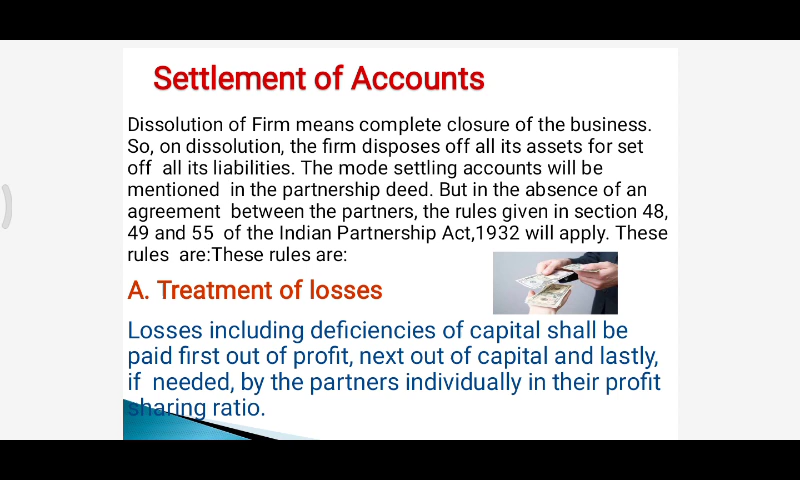 Settlement of Accounts
Dissolution of Firm means complete closure of the business.
So, on dissolution, the firm disposes off all its assets for set
off all its liabilities. The mode settling accounts will be
mentioned in the partnership deed. But in the absence of an
agreement between the partners, the rules given in section 48,
49 and 55 of the Indian Partnership Act,1932 will apply. These
rules are:These rules are:
A. Treatment of losses
Losses including deficiencies of capital shall be
paid first out of profit, next out of capital and lastly,
if needed, by the partners individually in their profit
sharing ratio.